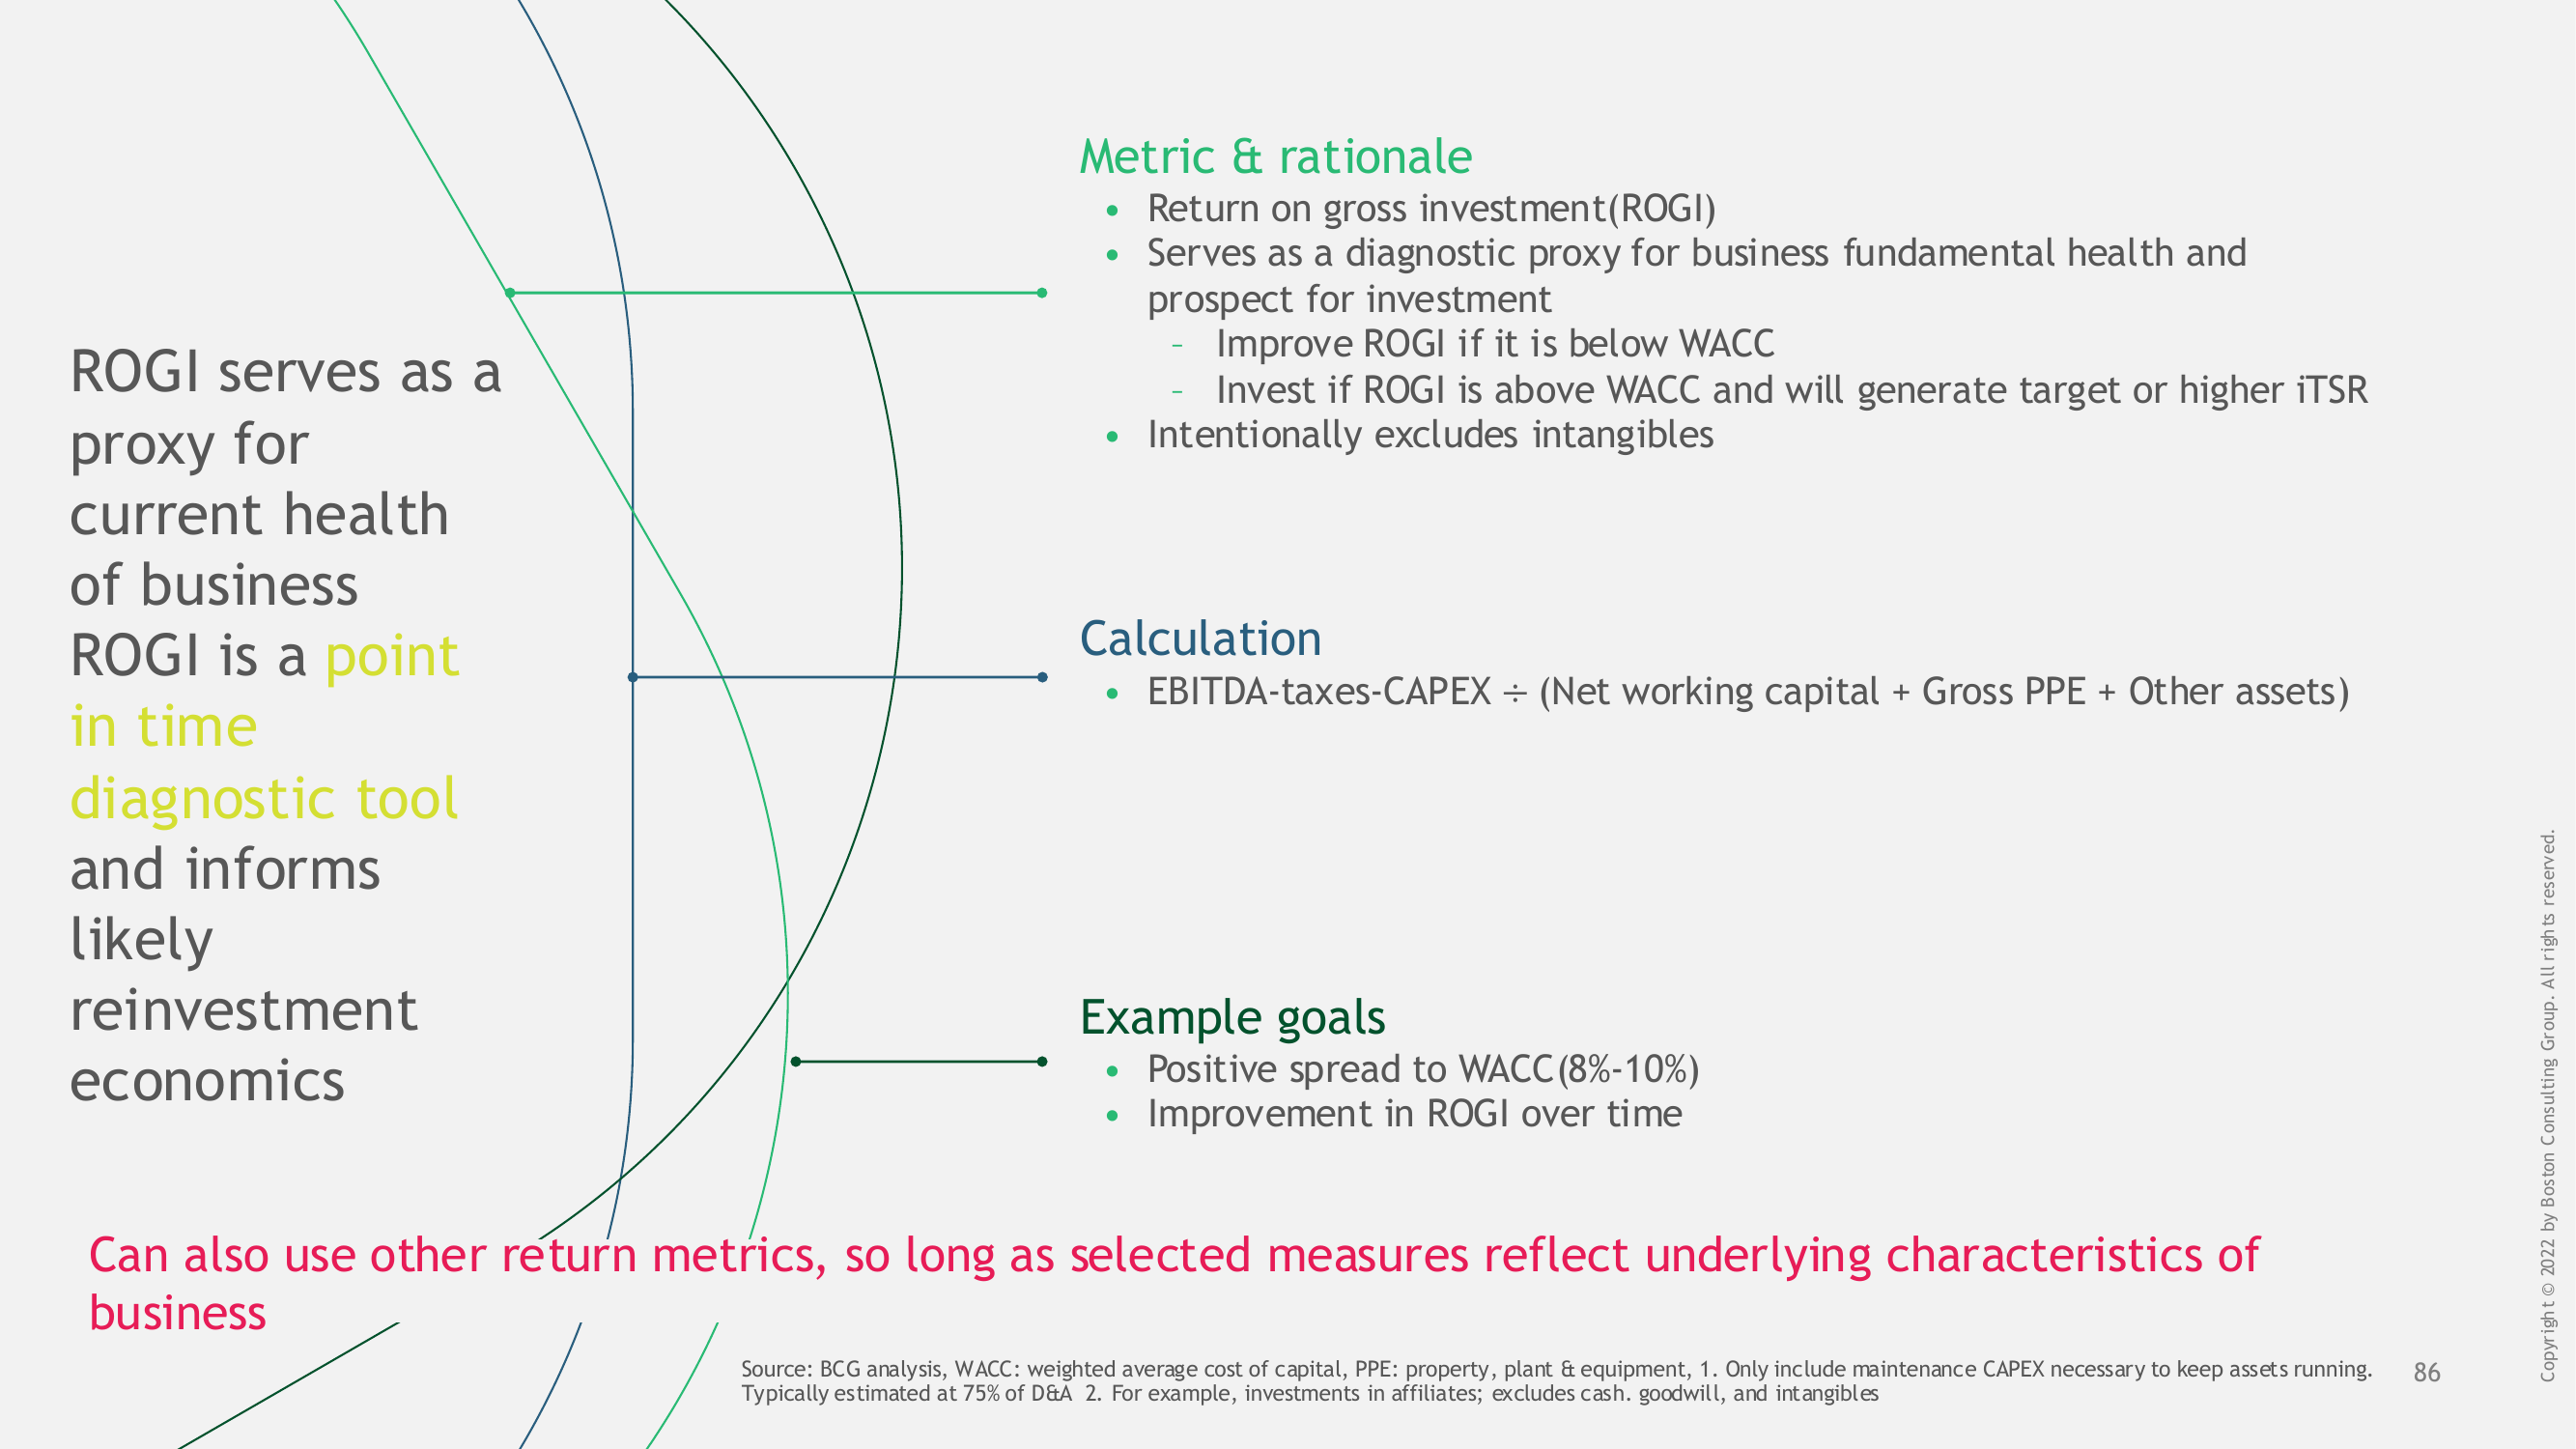 ROGI serves as a
proxy for
current health
of business
ROGI is a point
in time
diagnostic tool
and informs
likely
reinvestment
economics
Metric & rationale
• Return on gross investment(ROGI)
• Serves as a diagnostic proxy for business fundamental health and
prospect for investment
– Improve ROGI if it is below WACC
– Invest if ROGI is above WACC and will generate target or higher iTSR
• Intentionally excludes intangibles
Calculation
• EBITDA-taxes-CAPEX ÷ (Net working capital + Gross PPE + Other assets)
Example goals
• Positive spread to WACC(8%-10%)
• Improvement in ROGI over time
Can also use other return metrics, so long as selected measures reflect underlying characteristics of
business
Source: BCG analysis, WACC: weighted average cost of capital, PPE: property, plant & equipment, 1. Only include maintenance CAPEX necessary to keep assets running.
Typically estimated at 75% of D&A 2. For example, investments in affiliates; excludes cash. goodwill, and intangibles
86
Copyright © 2022 by Boston Consulting Group. All rights reserved.